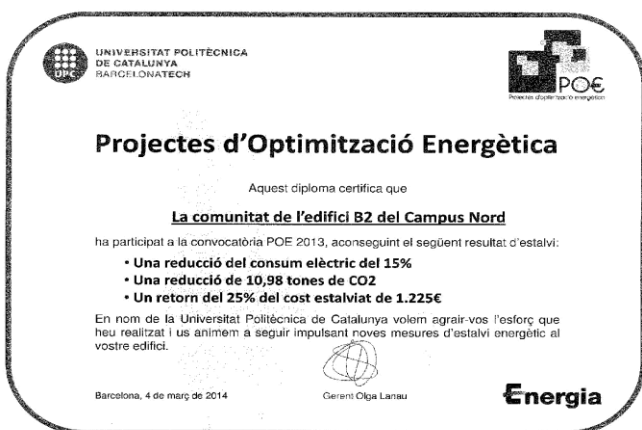 UNIVERSITAT POLITÈCNICA
DE CATALUNYA
BARCELONATECH
UPC
POE
Projectes d'optimització energètica
Projectes d'Optimització Energètica
Aquest diploma certifica que
La comunitat de l'edifici B2 del Campus Nord
ha participat a la convocatòria POE 2013, aconseguint el següent resultat d'estalvi:
• Una reducció del consum elèctric del 15%
• Una reducció de 10,98 tones de CO2
• Un retorn del 25% del cost estalviat de 1.225€
En nom de la Universitat Politècnica de Catalunya volem agrair-vos l'esforç que
heu realitzat i us animem a seguir impulsant noves mesures d'estalvi energètic al
vostre edifici.
Barcelona, 4 de març de 2014
Gerent Olga Lanau
Energia